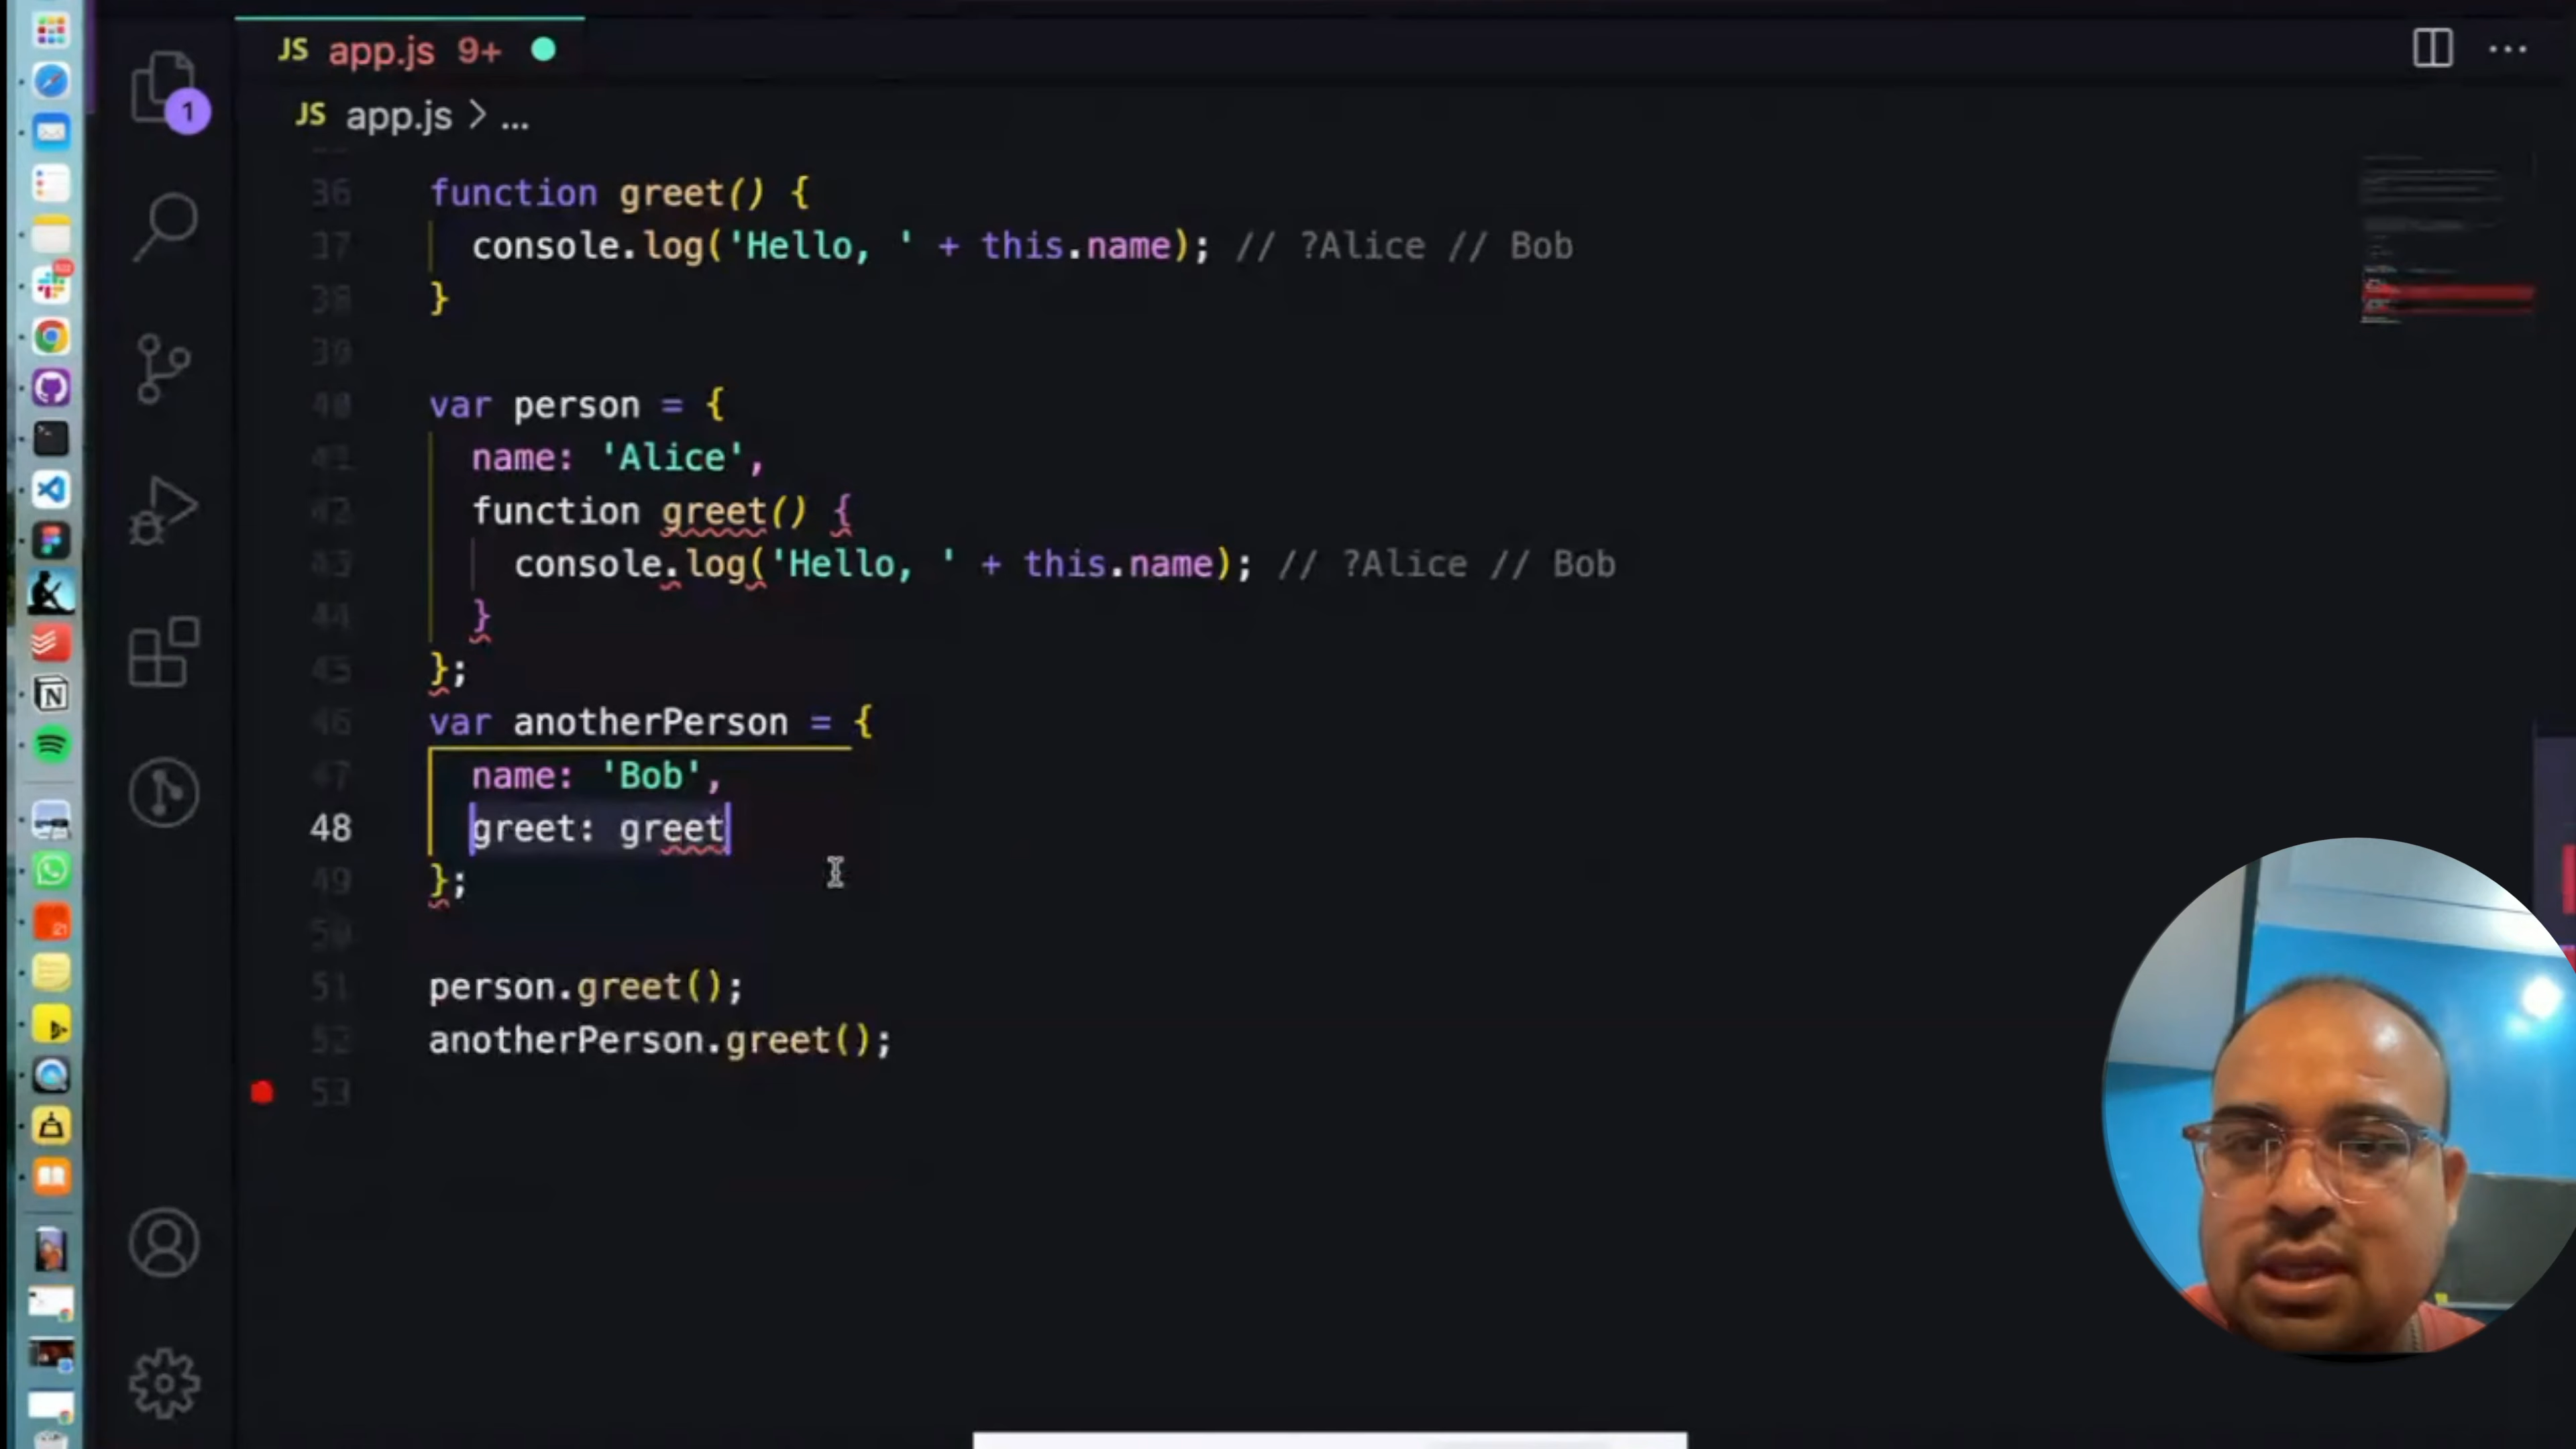 JS app.js 9+
1
JS app.js > ...
36 function greet() {
37 console.log('Hello, ' + this.name); // ?Alice // Bob
38 }
39
40 var person = {
41 name: 'Alice',
42 function greet() {
43 console.log('Hello, ' + this.name); // ?Alice // Bob
44 }
45 };
46 var anotherPerson = {
47 name: 'Bob',
48 greet: greet
49 };
50
51 person.greet();
52 anotherPerson.greet();
53
21